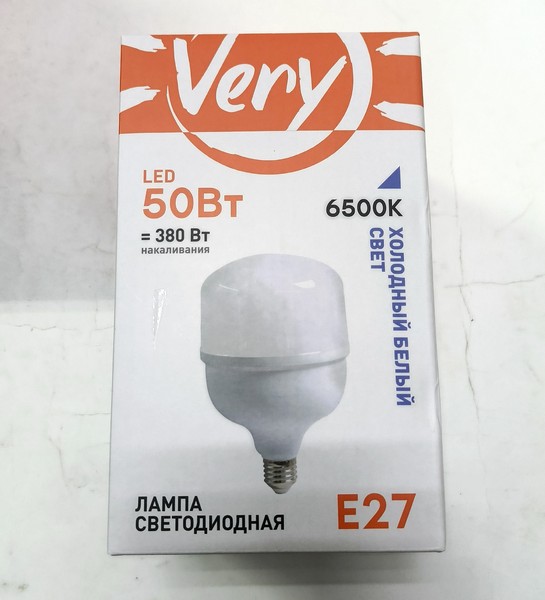 Very
LED
50Вт
= 380 Вт
накаливания
6500K
ХОЛОДНЫЙ БЕЛЫЙ
СВЕТ
ЛАМПА
СВЕТОДИОДНАЯ
E27